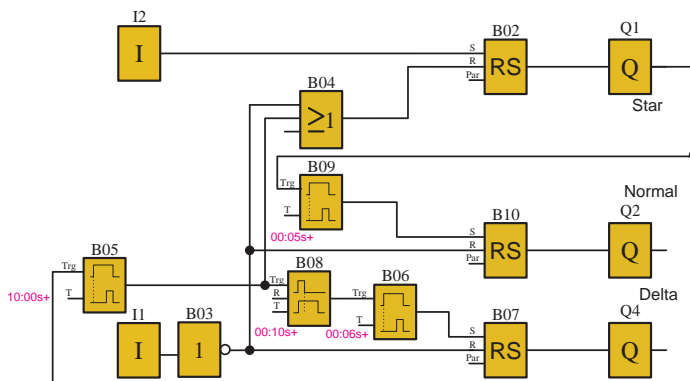 I2
B02
Q1
I
S
R
Par
RS
Q
B04
Star
≥1
B09
Trg
T
00:05s+
Normal
B10
Q2
S
R
Par
RS
Q
B05
Trg
T
10:00s+
B08
Trg
R
T
00:10s+
B06
Trg
T
00:06s+
Delta
B07
Q4
S
R
Par
RS
Q
I1
B03
I
1